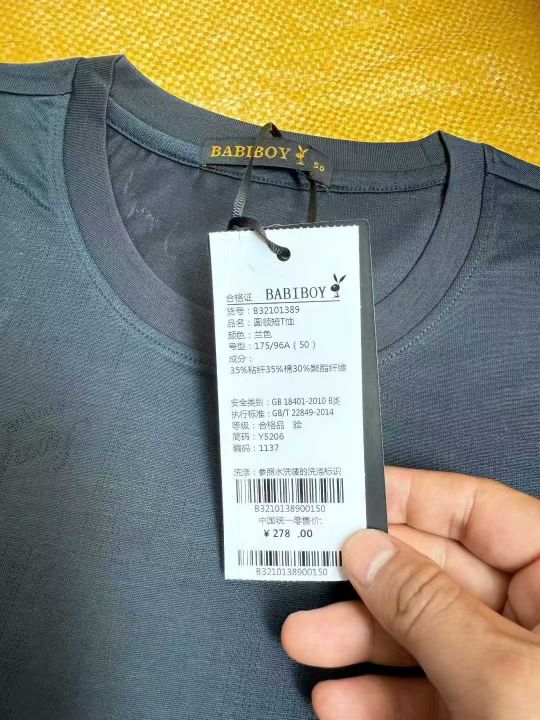 BABIBOY
50
合格证 BABIBOY
货号：B32101389
品名：圆领短T恤
颜色：兰色
号型：175/96A（50）
成分：
35%粘纤35%棉30%聚酯纤维
安全类别：GB 18401-2010 B类
执行标准：GB/T 22849-2014
等级：合格品 验
简码：Y5206
编码：1137
洗涤：参照水洗唛的洗涤标识
B3210138900150
中国统一零售价：
¥ 278 .00
B3210138900150